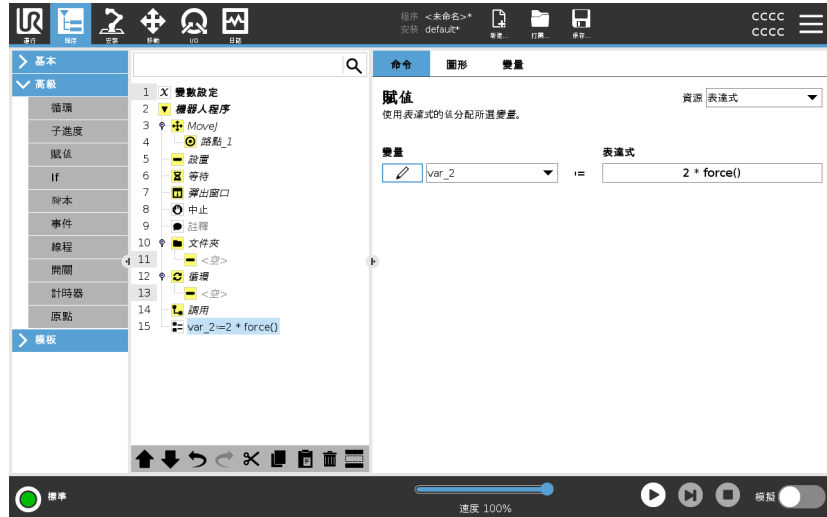 UR
運行
程序
安裝
移動
I/O
日誌
程序 <未命名>*
安裝 default*
新建...
打開...
保存...
CCCC
CCCC
基本
高級
循環
子進度
賦值
If
腳本
事件
線程
開關
計時器
原點
模板
1 X 變數設定
2 機器人程序
3 MoveJ
4 路點_1
5 設置
6 等待
7 彈出窗口
8 中止
9 註釋
10 文件夾
11 <空>
12 循環
13 <空>
14 調用
15 var_2:=2 * force()
命令 圖形 變量
賦值
資源 表達式
使用表達式的值分配所選變量。
變量 表達式
var_2 := 2 * force()
標準
速度 100%
模擬